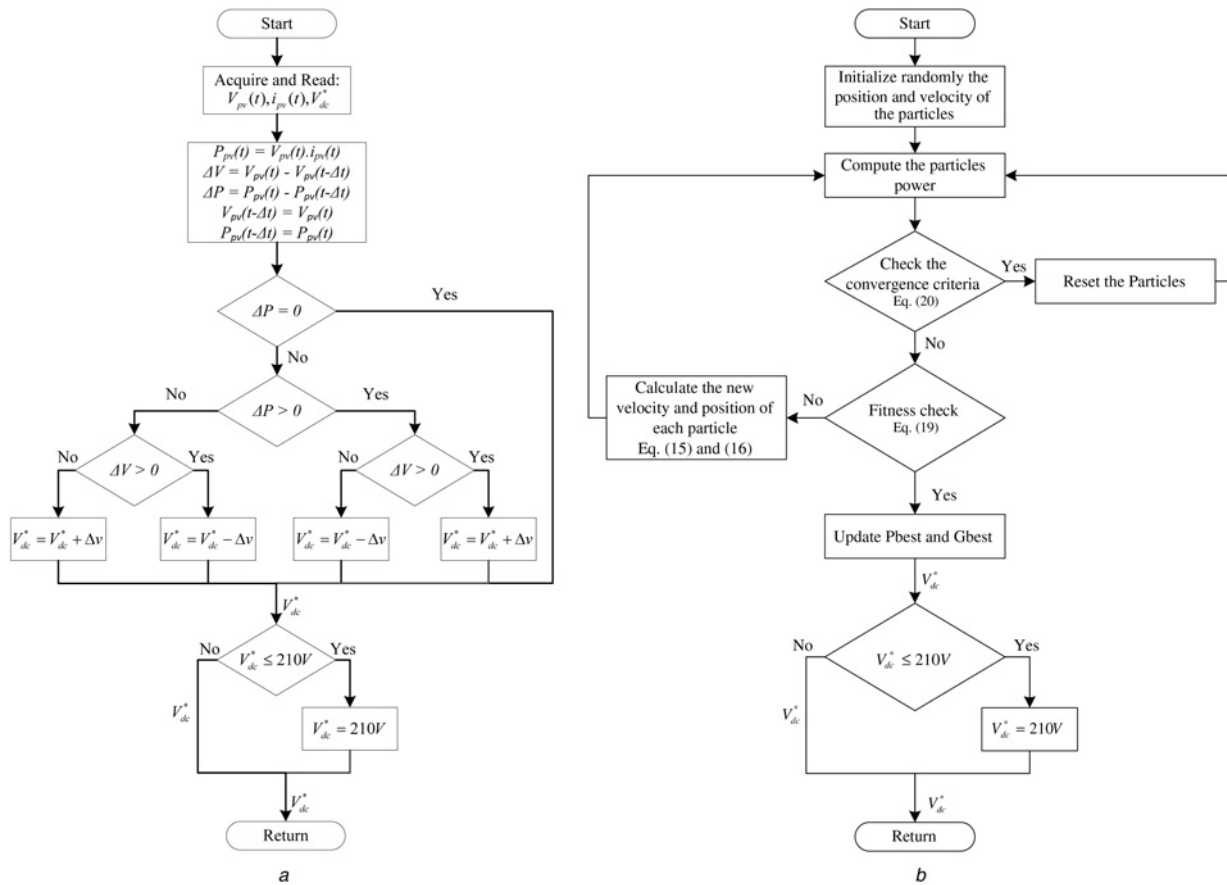 Start
Acquire and Read:
V_pv(t), i_pv(t), V*_dc
P_pv(t) = V_pv(t).i_pv(t)
ΔV = V_pv(t) - V_pv(t-Δt)
ΔP = P_pv(t) - P_pv(t-Δt)
V_pv(t-Δt) = V_pv(t)
P_pv(t-Δt) = P_pv(t)
ΔP = 0
Yes
No
ΔP > 0
No
Yes
ΔV > 0
No
Yes
ΔV > 0
No
Yes
V*_dc = V*_dc + Δv
V*_dc = V*_dc - Δv
V*_dc = V*_dc - Δv
V*_dc = V*_dc + Δv
V*_dc
V*_dc ≤ 210V
No
Yes
V*_dc
V*_dc = 210V
V*_dc
Return
a
Start
Initialize randomly the
position and velocity of
the particles
Compute the particles
power
Check the
convergence criteria
Eq. (20)
Yes
Reset the Particles
No
Fitness check
Eq. (19)
No
Calculate the new
velocity and position of
each particle
Eq. (15) and (16)
Yes
Update Pbest and Gbest
V*_dc
V*_dc ≤ 210V
No
Yes
V*_dc
V*_dc = 210V
V*_dc
Return
b